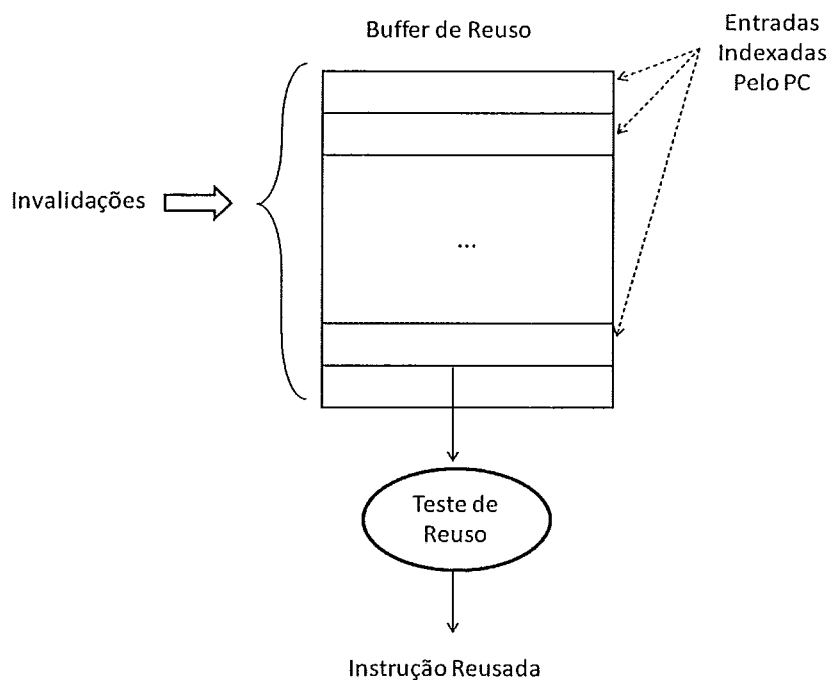 Buffer de Reuso
Entradas
Indexadas
Pelo PC
Invalidações
...
Teste de
Reuso
Instrução Reusada